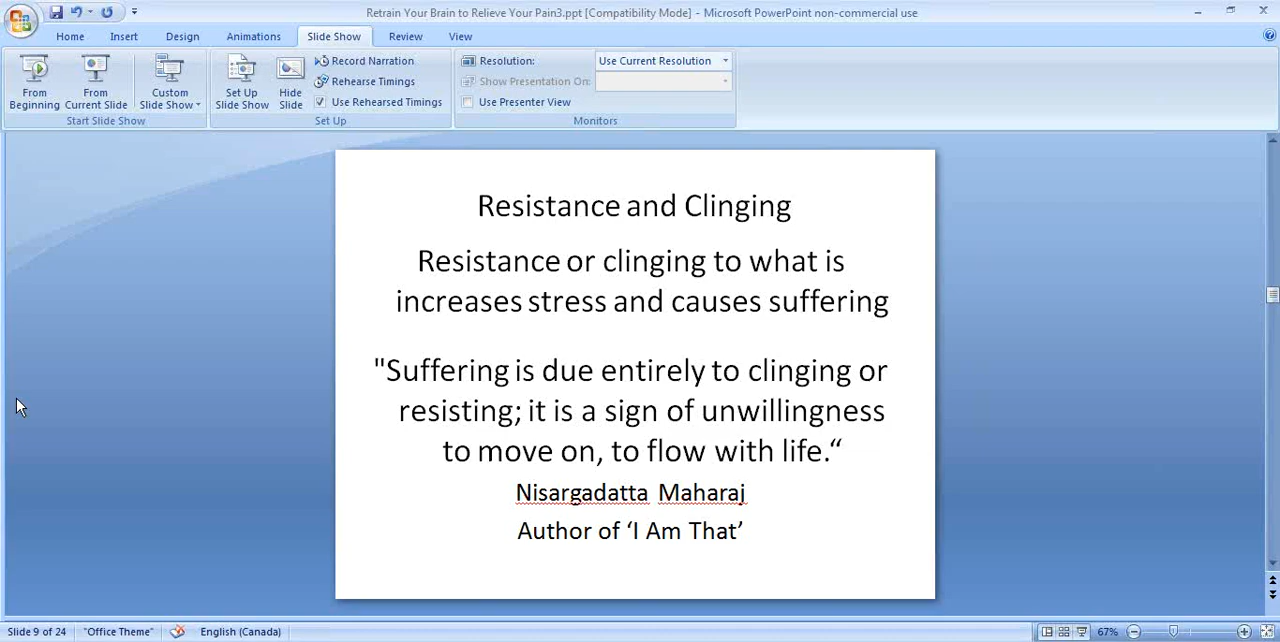 Retrain Your Brain to Relieve Your Pain3.ppt [Compatibility Mode] - Microsoft PowerPoint non-commercial use
Home Insert Design Animations Slide Show Review View
From Beginning
From Current Slide
Custom Slide Show
Start Slide Show
Set Up Slide Show
Hide Slide
Record Narration
Rehearse Timings
Use Rehearsed Timings
Set Up
Resolution: Use Current Resolution
Show Presentation On:
Use Presenter View
Monitors
Resistance and Clinging
Resistance or clinging to what is
increases stress and causes suffering
"Suffering is due entirely to clinging or
resisting; it is a sign of unwillingness
to move on, to flow with life.“
Nisargadatta Maharaj
Author of ‘I Am That’
Slide 9 of 24 "Office Theme" English (Canada) 67%